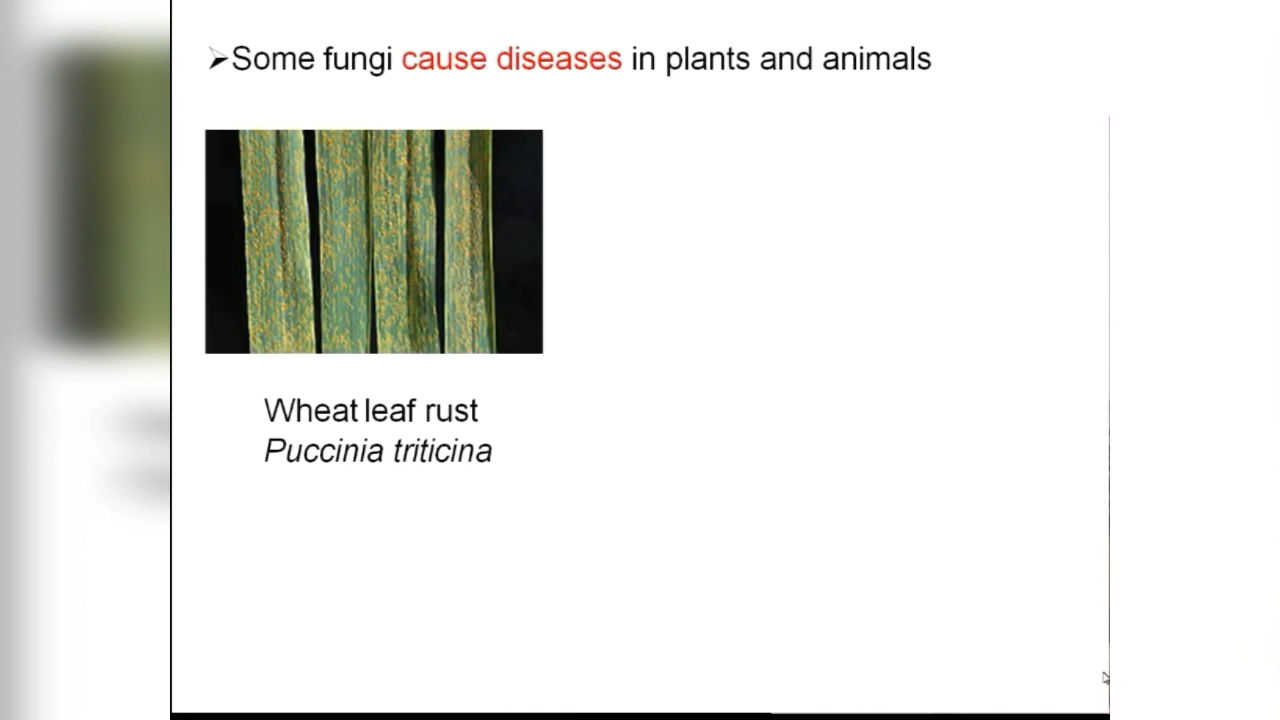 ➢Some fungi cause diseases in plants and animals
Wheat leaf rust
Puccinia triticina